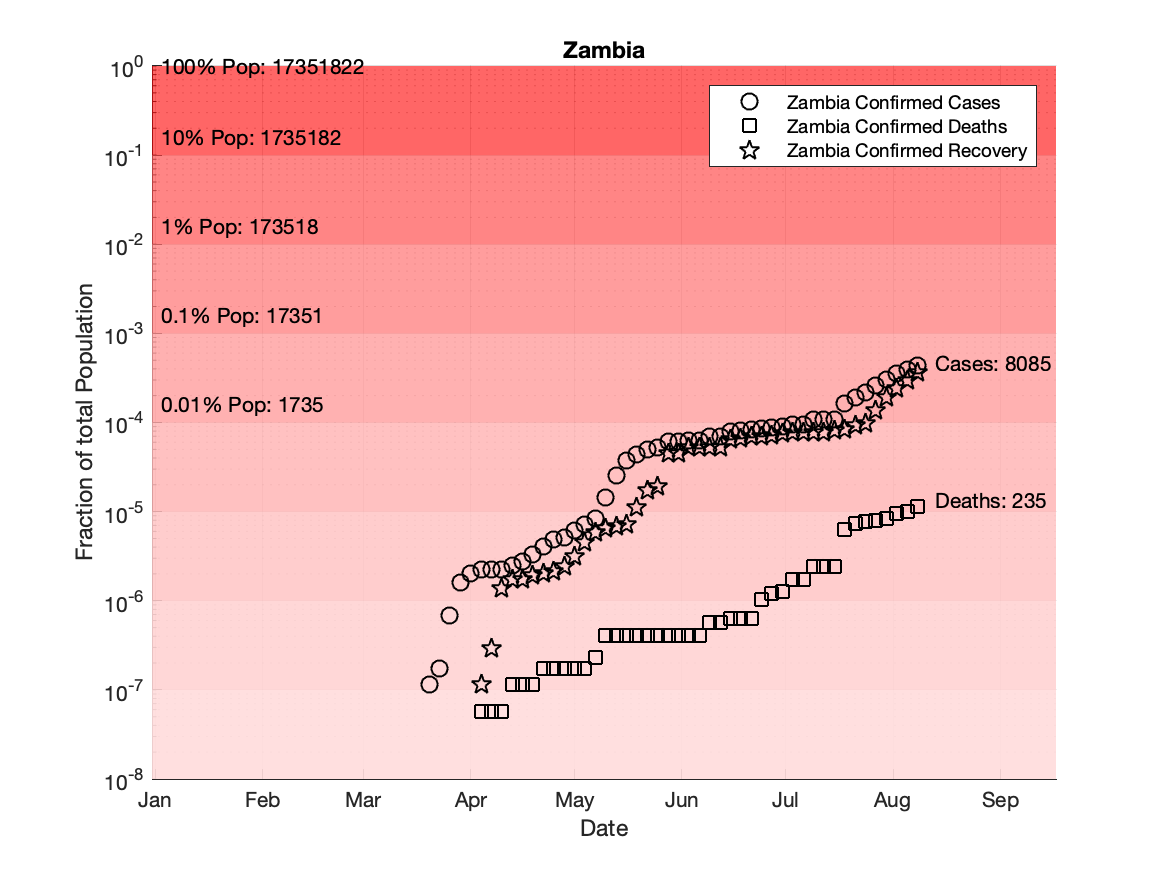 Zambia
10^0
10^-1
10^-2
10^-3
10^-4
10^-5
10^-6
10^-7
10^-8
Fraction of total Population
100% Pop: 17351822
10% Pop: 1735182
1% Pop: 173518
0.1% Pop: 17351
0.01% Pop: 1735
Zambia Confirmed Cases
Zambia Confirmed Deaths
Zambia Confirmed Recovery
Cases: 8085
Deaths: 235
Jan Feb Mar Apr May Jun Jul Aug Sep
Date